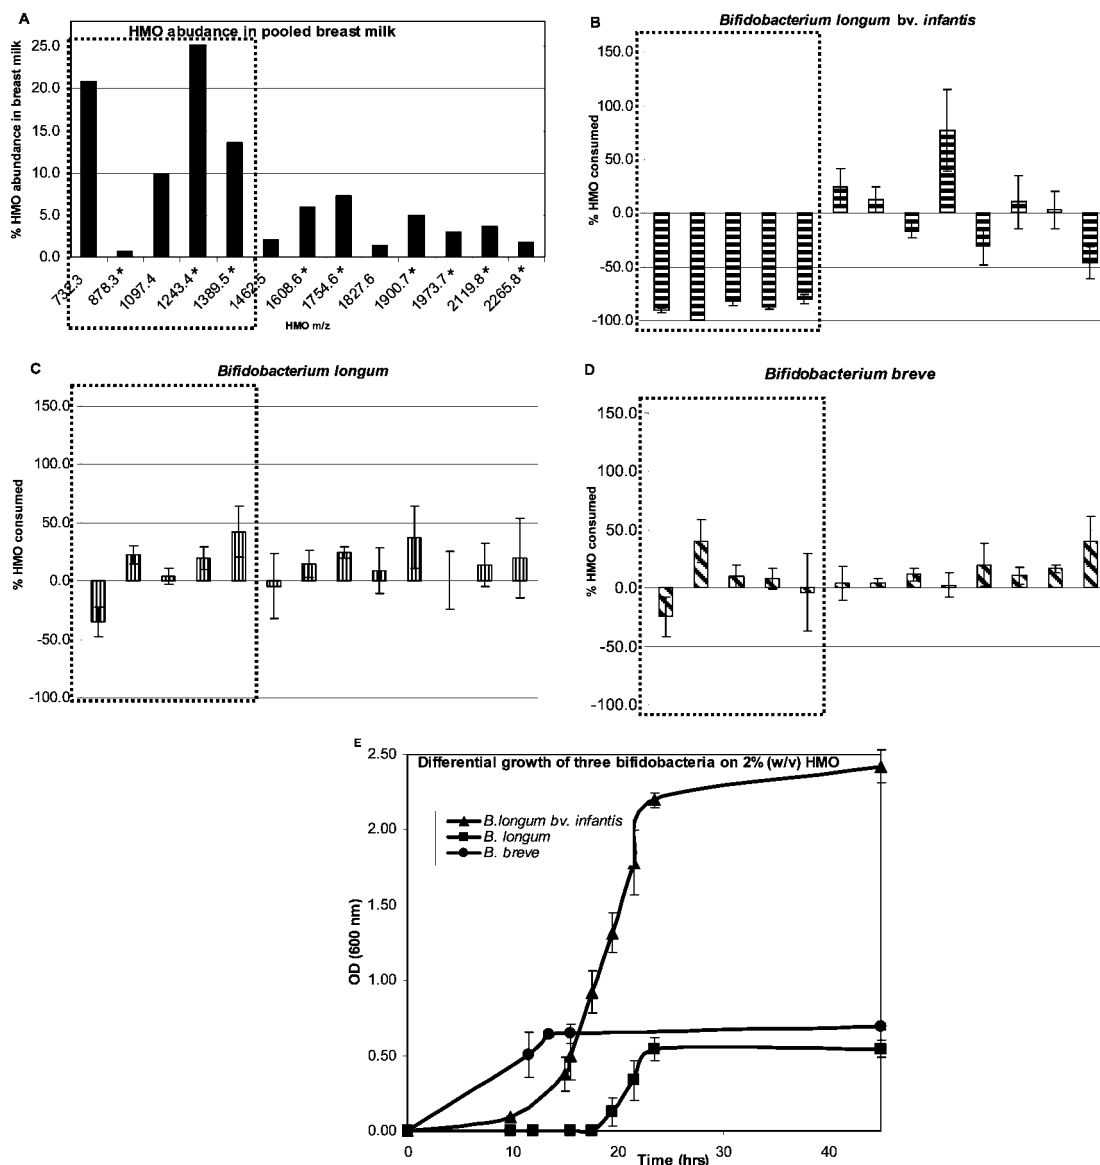 A
HMO abudance in pooled breast milk
% HMO abundance in breast milk
25.0
20.0
15.0
10.0
5.0
0.0
732.3
878.3*
1097.4
1243.4*
1389.5*
1462.5
1608.6*
1754.6*
1827.6
1900.7*
1973.7*
2119.8*
2265.8*
HMO m/z
B
Bifidobacterium longum bv. infantis
% HMO consumed
150.0
100.0
50.0
0.0
-50.0
-100.0
C
Bifidobacterium longum
% HMO consumed
150.0
100.0
50.0
0.0
-50.0
-100.0
D
Bifidobacterium breve
% HMO consumed
150.0
100.0
50.0
0.0
-50.0
-100.0
E
Differential growth of three bifidobacteria on 2% (w/v) HMO
B.longum bv. infantis
B. longum
B. breve
OD (600 nm)
2.50
2.00
1.50
1.00
0.50
0.00
0
10
20
30
40
Time (hrs)